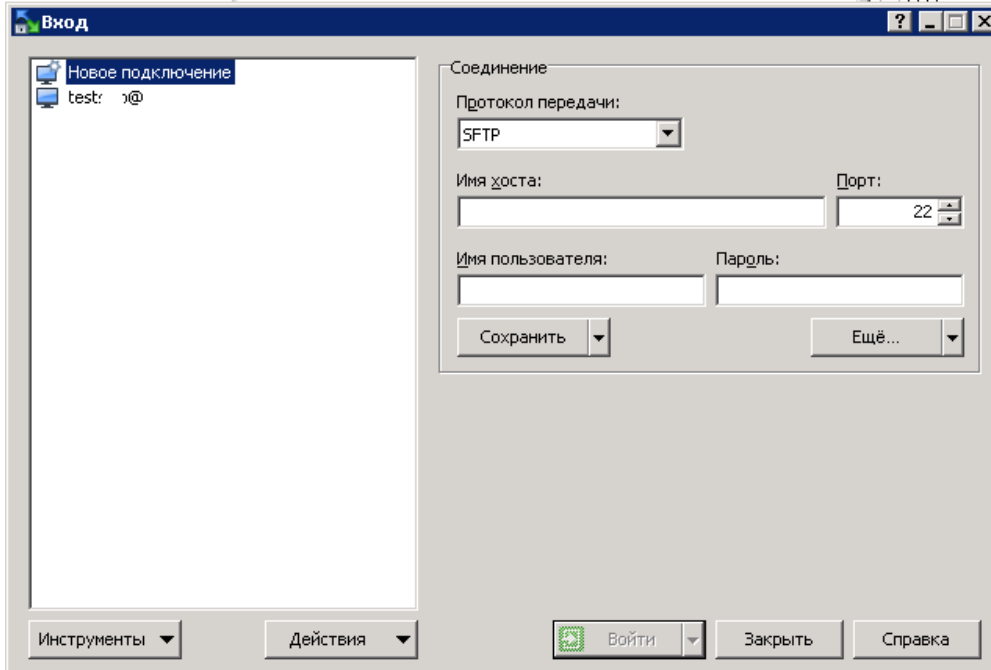 Вход
Новое подключение
Соединение
Протокол передачи:
SFTP
Имя хоста:
Порт:
22
Имя пользователя:
Пароль:
Сохранить
Ещё...
Инструменты
Действия
Войти
Закрыть
Справка